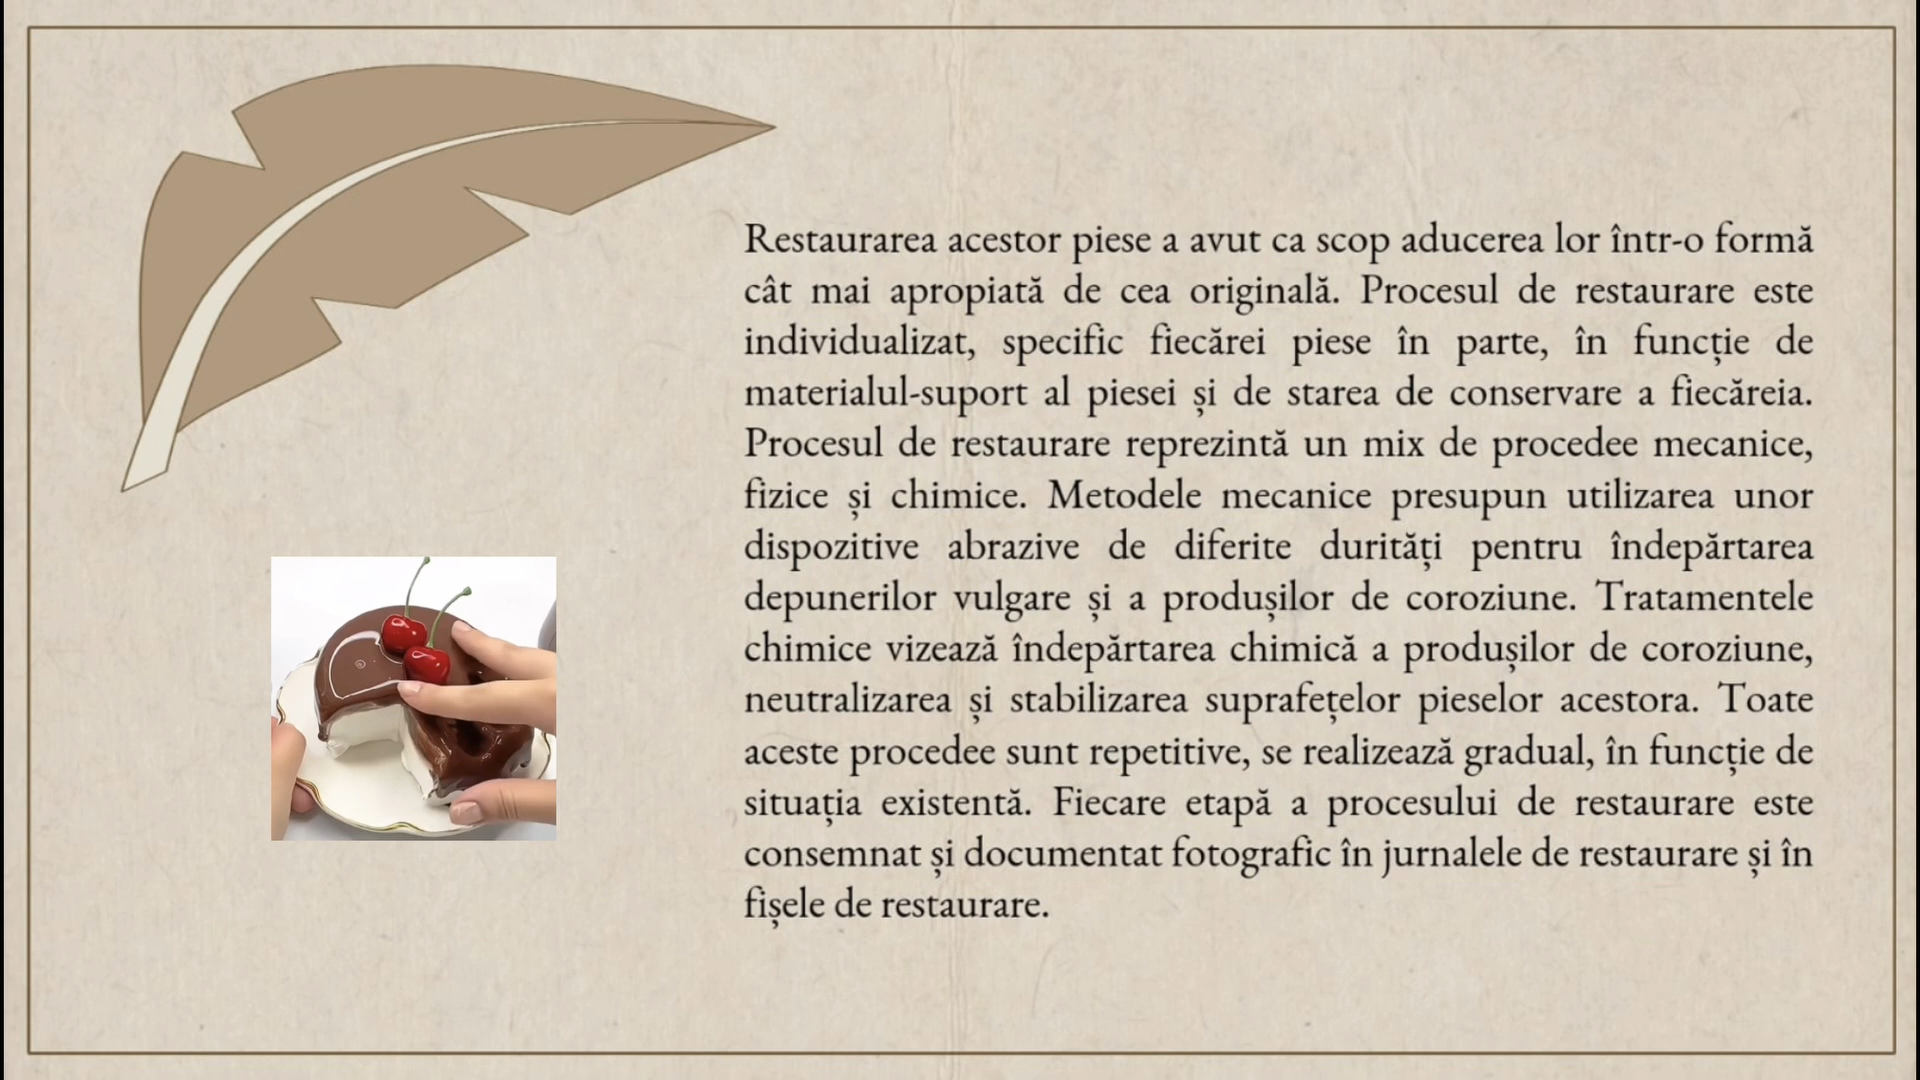 Restaurarea acestor piese a avut ca scop aducerea lor într-o formă
cât mai apropiată de cea originală. Procesul de restaurare este
individualizat, specific fiecărei piese în parte, în funcție de
materialul-suport al piesei și de starea de conservare a fiecăreia.
Procesul de restaurare reprezintă un mix de procedee mecanice,
fizice și chimice. Metodele mecanice presupun utilizarea unor
dispozitive abrazive de diferite durități pentru îndepărtarea
depunerilor vulgare și a produșilor de coroziune. Tratamentele
chimice vizează îndepărtarea chimică a produșilor de coroziune,
neutralizarea și stabilizarea suprafețelor pieselor acestora. Toate
aceste procedee sunt repetitive, se realizează gradual, în funcție de
situația existentă. Fiecare etapă a procesului de restaurare este
consemnat și documentat fotografic în jurnalele de restaurare și în
fișele de restaurare.